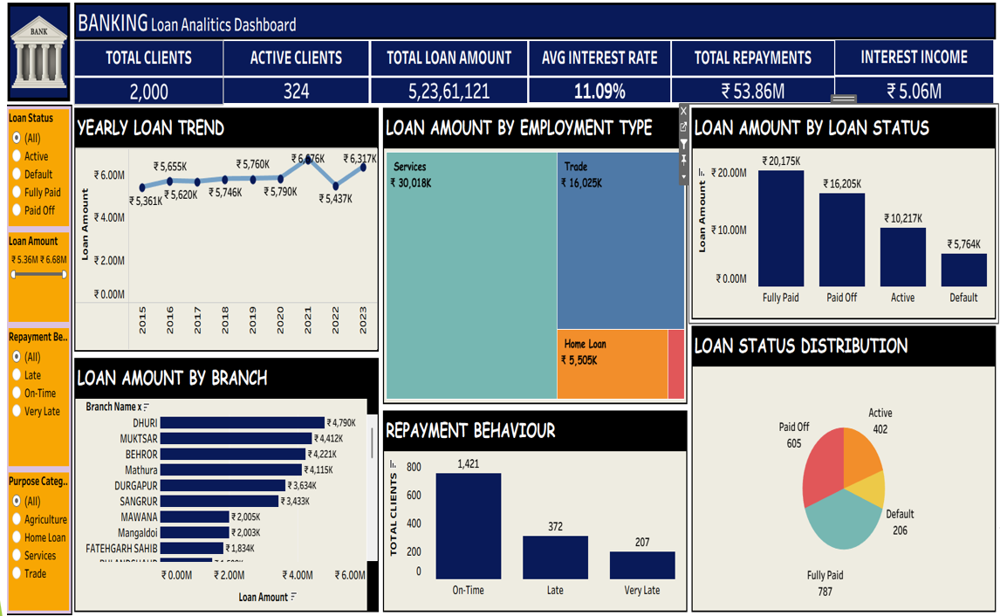 BANK
BANKING Loan Analitics Dashboard
TOTAL CLIENTS
2,000
ACTIVE CLIENTS
324
TOTAL LOAN AMOUNT
5,23,61,121
AVG INTEREST RATE
11.09%
TOTAL REPAYMENTS
₹ 53.86M
INTEREST INCOME
₹ 5.06M
Loan Status
(All)
Active
Default
Fully Paid
Paid Off
Loan Amount
₹ 5.36M ₹ 6.68M
Repayment Be..
(All)
Late
On-Time
Very Late
Purpose Categ..
(All)
Agriculture
Home Loan
Services
Trade
YEARLY LOAN TREND
Loan Amount
₹ 6.00M
₹ 4.00M
₹ 2.00M
₹ 0.00M
₹ 5,361K
₹ 5,655K
₹ 5,620K
₹ 5,746K
₹ 5,760K
₹ 5,790K
₹ 5,437K
₹ 6,317K
2015
2016
2017
2018
2019
2020
2021
2022
2023
LOAN AMOUNT BY BRANCH
Branch Name x
DHURI ₹ 4,790K
MUKTSAR ₹ 4,412K
BEHROR ₹ 4,221K
Mathura ₹ 4,115K
DURGAPUR ₹ 3,634K
SANGRUR ₹ 3,433K
MAWANA ₹ 2,005K
Mangaldoi ₹ 2,003K
FATEHGARH SAHIB ₹ 1,834K
₹ 0.00M ₹ 2.00M ₹ 4.00M ₹ 6.00M
Loan Amount
LOAN AMOUNT BY EMPLOYMENT TYPE
Services
₹ 30,018K
Trade
₹ 16,025K
Home Loan
₹ 5,505K
REPAYMENT BEHAVIOUR
TOTAL CLIENTS
800
600
400
200
0
1,421
372
207
On-Time
Late
Very Late
LOAN AMOUNT BY LOAN STATUS
Loan Amount
₹ 20.00M
₹ 10.00M
₹ 0.00M
₹ 20,175K
₹ 16,205K
₹ 10,217K
₹ 5,764K
Fully Paid
Paid Off
Active
Default
LOAN STATUS DISTRIBUTION
Active
402
Paid Off
605
Default
206
Fully Paid
787